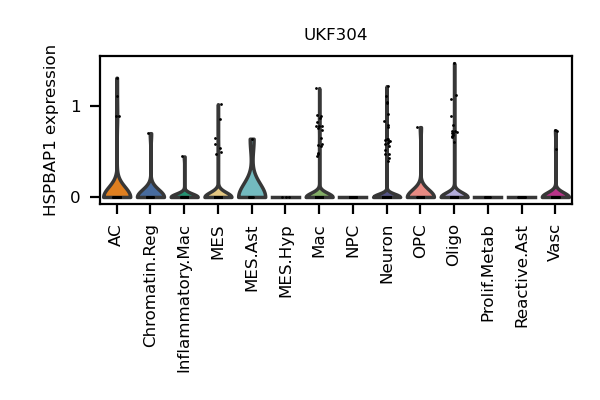 UKF304
HSPBAP1 expression
1
0
AC
Chromatin.Reg
Inflammatory.Mac
MES
MES.Ast
MES.Hyp
Mac
NPC
Neuron
OPC
Oligo
Prolif.Metab
Reactive.Ast
Vasc